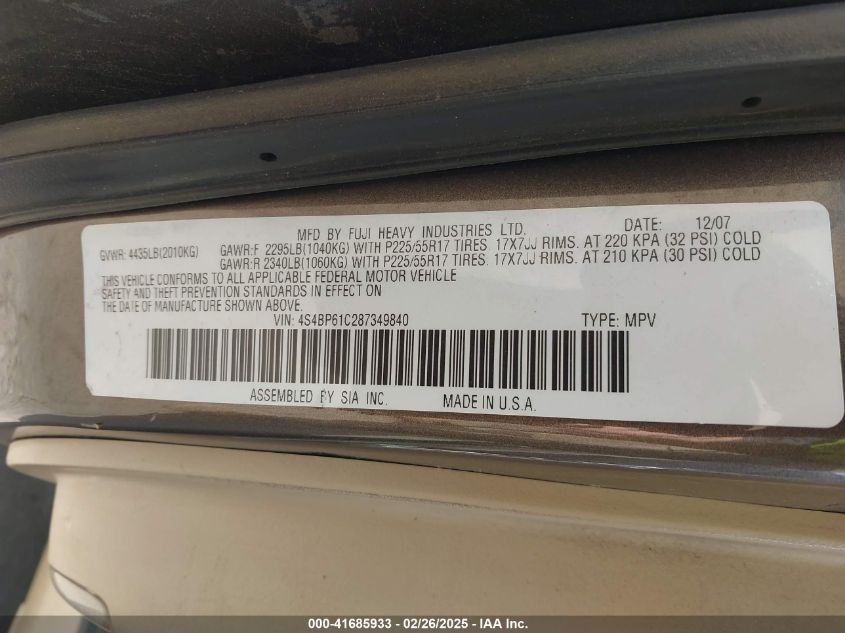 MFD BY FUJI HEAVY INDUSTRIES LTD. DATE: 12/07
GVWR: 4435LB(2010KG) GAWR:F 2295LB(1040KG) WITH P225/55R17 TIRES. 17X7JJ RIMS. AT 220 KPA (32 PSI) COLD
GAWR:R 2340LB(1060KG) WITH P225/55R17 TIRES. 17X7JJ RIMS. AT 210 KPA (30 PSI) COLD
THIS VEHICLE CONFORMS TO ALL APPLICABLE FEDERAL MOTOR VEHICLE
SAFETY AND THEFT PREVENTION STANDARDS IN EFFECT ON
THE DATE OF MANUFACTURE SHOWN ABOVE.
VIN: 4S4BP61C287349840 TYPE: MPV
ASSEMBLED BY SIA INC. MADE IN U.S.A.
000-41685933 / 02/26/2025 - IAA Inc.